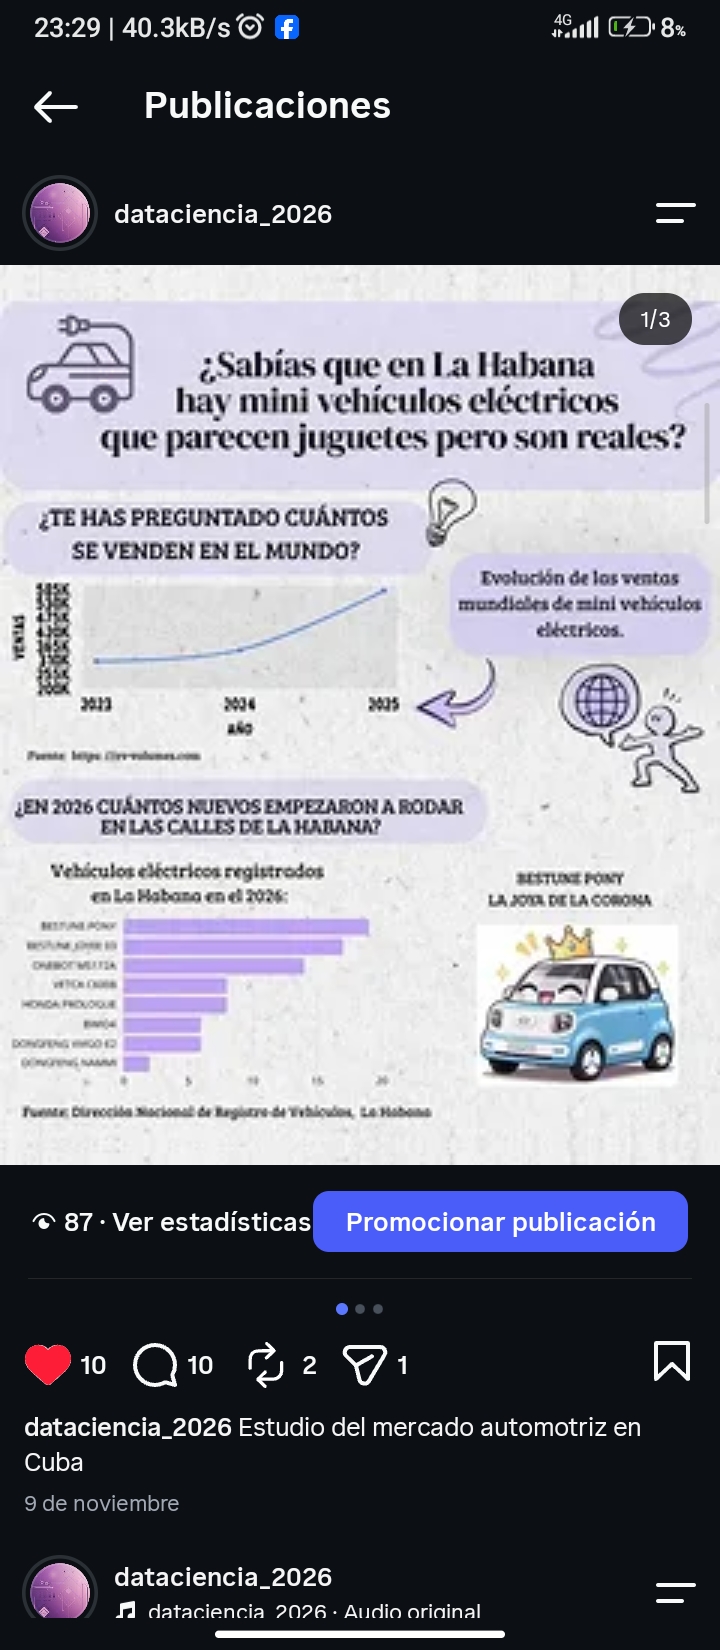 23:29 | 40.3kB/s
4G
8%
Publicaciones
dataciencia_2026
1/3
¿Sabías que en La Habana
hay mini vehículos eléctricos
que parecen juguetes pero son reales?
¿TE HAS PREGUNTADO CUÁNTOS
SE VENDEN EN EL MUNDO?
Evolución de las ventas
mundiales de mini vehículos
eléctricos.
VENTAS
2023 2024 2025
AÑO
Fuente: https:
¿EN 2026 CUÁNTOS NUEVOS EMPEZARON A RODAR
EN LAS CALLES DE LA HABANA?
Vehículos eléctricos registrados
en La Habana en el 2026:
BESTUNE PONY
LA JOYA DE LA CORONA
BESTUNE PONY
HONDA PROLOGUE
DONGFENG NAMMI
0 5 10 15 20
Fuente: Dirección Nacional de Registro de Vehículos, La Habana
87 · Ver estadísticas
Promocionar publicación
10 10 2 1
dataciencia_2026 Estudio del mercado automotriz en
Cuba
9 de noviembre
dataciencia_2026
dataciencia_2026 · Audio original